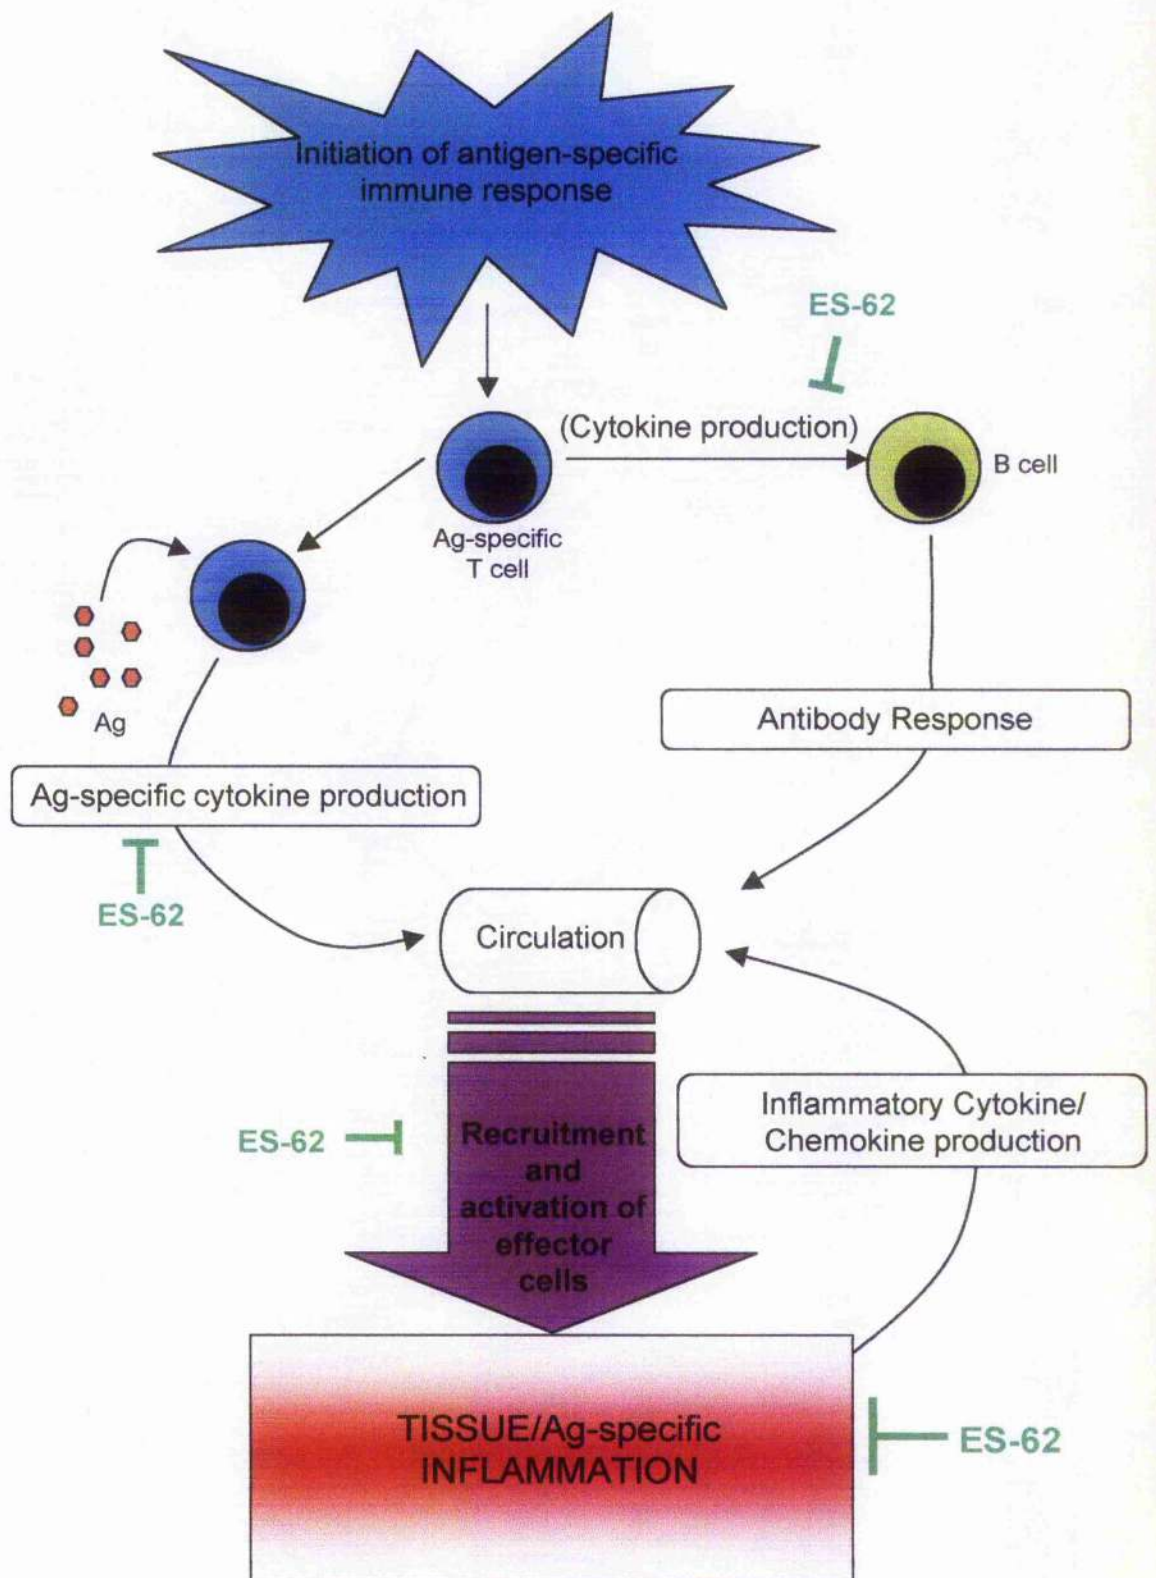 Initiation of antigen-specific
immune response
ES-62
(Cytokine production)
B cell
Ag-specific
T cell
Ag
Antibody Response
Ag-specific cytokine production
ES-62
Circulation
Inflammatory Cytokine/
Chemokine production
ES-62
Recruitment
and
activation of
effector
cells
TISSUE/Ag-specific
INFLAMMATION
ES-62